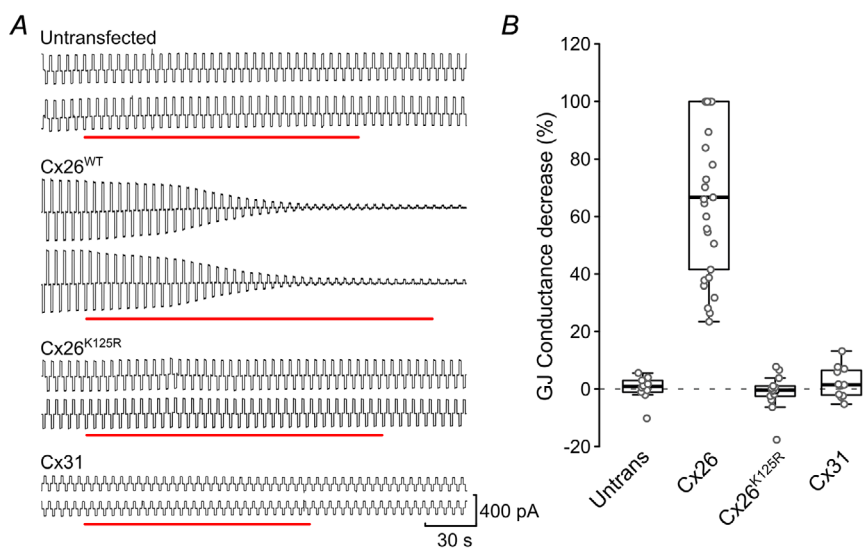 A
Untransfected
Cx26WT
Cx26K125R
Cx31
400 pA
30 s
B
GJ Conductance decrease (%)
120
100
80
60
40
20
0
-20
Untrans
Cx26
Cx26K125R
Cx31